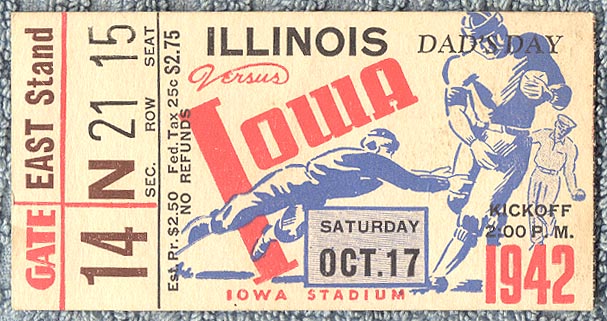 GATE EAST Stand
14 N 21 15
SEC. ROW SEAT
Est. Pr. $2.50 Fed. Tax 25c $2.75
NO REFUNDS
ILLINOIS
Versus
IOWA
DAD'S DAY
SATURDAY
OCT. 17
IOWA STADIUM
KICKOFF
2:00 P.M.
1942